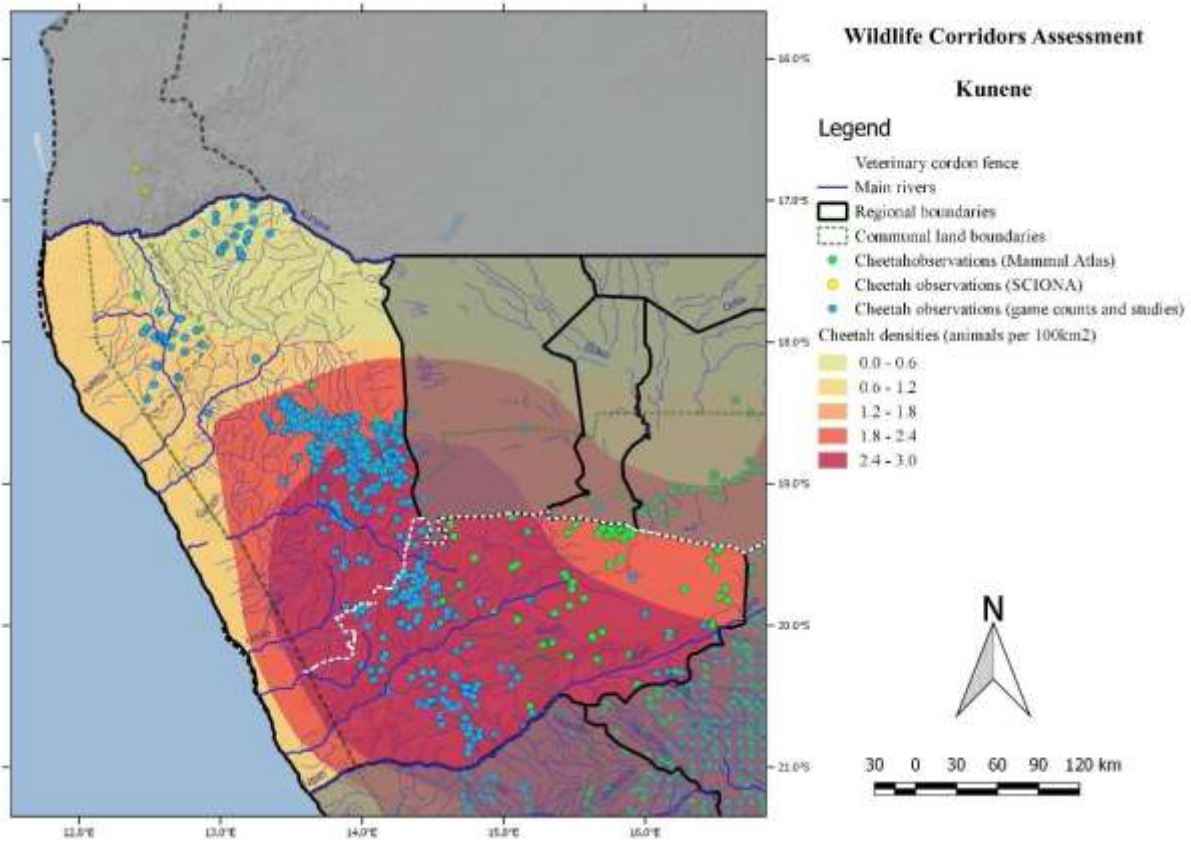 Wildlife Corridors Assessment
Kunene
Legend
Veterinary cordon fence
Main rivers
Regional boundaries
Communal land boundaries
Cheetahobservations (Mammal Atlas)
Cheetah observations (SCIONA)
Cheetah observations (game counts and studies)
Cheetah densities (animals per 100km2)
0.0 - 0.6
0.6 - 1.2
1.2 - 1.8
1.8 - 2.4
2.4 - 3.0
N
30 0 30 60 90 120 km
16.0°S
17.0°S
18.0°S
19.0°S
20.0°S
21.0°S
12.0°E 13.0°E 14.0°E 15.0°E 16.0°E